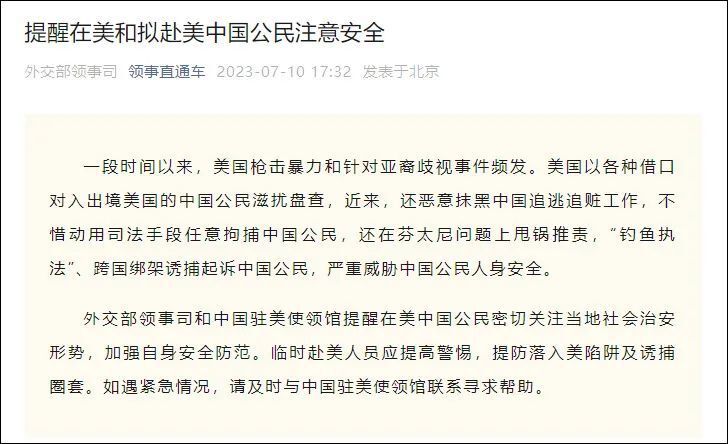 提醒在美和拟赴美中国公民注意安全
外交部领事司 领事直通车 2023-07-10 17:32 发表于北京
一段时间以来，美国枪击暴力和针对亚裔歧视事件频发。美国以各种借口
对入出境美国的中国公民滋扰盘查，近来，还恶意抹黑中国追逃追赃工作，不
惜动用司法手段任意拘捕中国公民，还在芬太尼问题上甩锅推责，“钓鱼执
法”、跨国绑架诱捕起诉中国公民，严重威胁中国公民人身安全。
外交部领事司和中国驻美使领馆提醒在美中国公民密切关注当地社会治安
形势，加强自身安全防范。临时赴美人员应提高警惕，提防落入美陷阱及诱捕
圈套。如遇紧急情况，请及时与中国驻美使领馆联系寻求帮助。